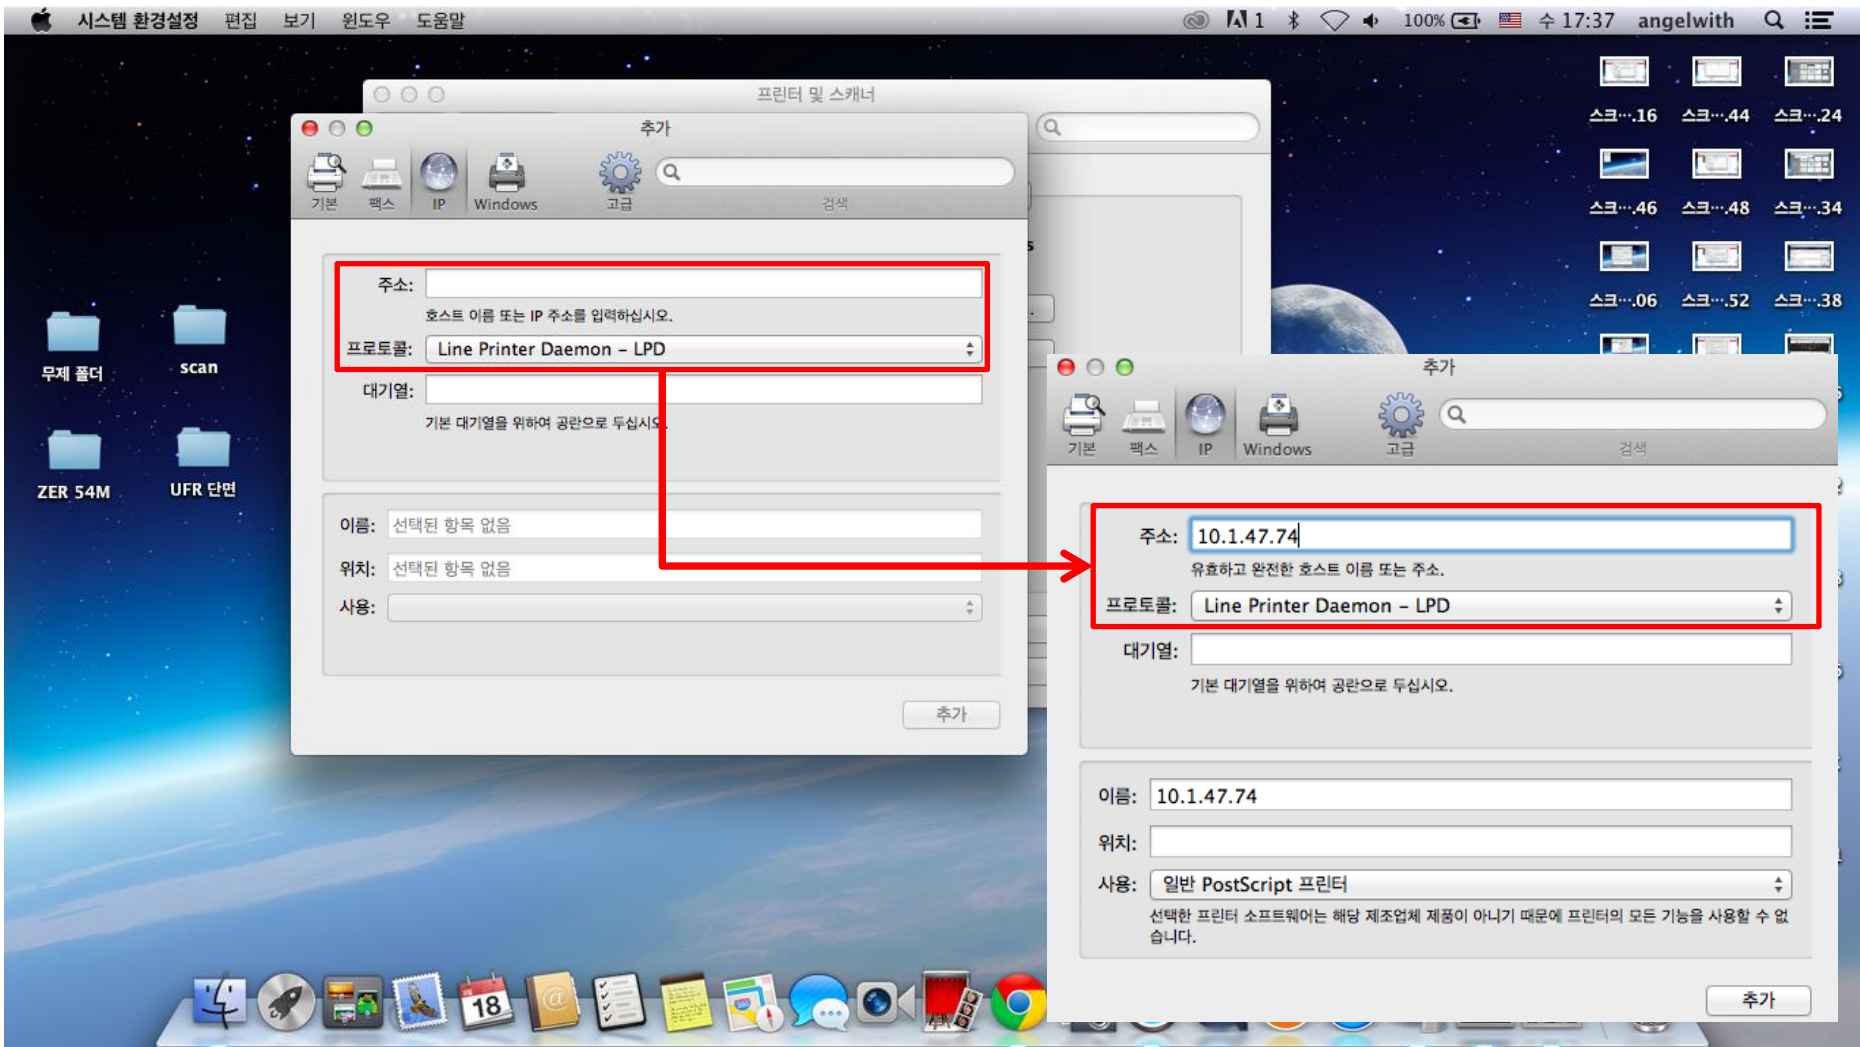 시스템 환경설정 편집 보기 윈도우 도움말
1 100% 수 17:37 angelwith
프린터 및 스캐너
추가
기본 팩스 IP Windows 고급 검색
주소:
호스트 이름 또는 IP 주소를 입력하십시오.
프로토콜: Line Printer Daemon – LPD
대기열:
기본 대기열을 위하여 공란으로 두십시오.
이름: 선택된 항목 없음
위치: 선택된 항목 없음
사용:
추가
무제 폴더
scan
ZER 54M
UFR 단면
스크….16 스크….44 스크….24
스크….46 스크….48 스크….34
스크….06 스크….52 스크….38
추가
기본 팩스 IP Windows 고급 검색
주소: 10.1.47.74
유효하고 완전한 호스트 이름 또는 주소.
프로토콜: Line Printer Daemon – LPD
대기열:
기본 대기열을 위하여 공란으로 두십시오.
이름: 10.1.47.74
위치:
사용: 일반 PostScript 프린터
선택한 프린터 소프트웨어는 해당 제조업체 제품이 아니기 때문에 프린터의 모든 기능을 사용할 수 없
습니다.
추가
18